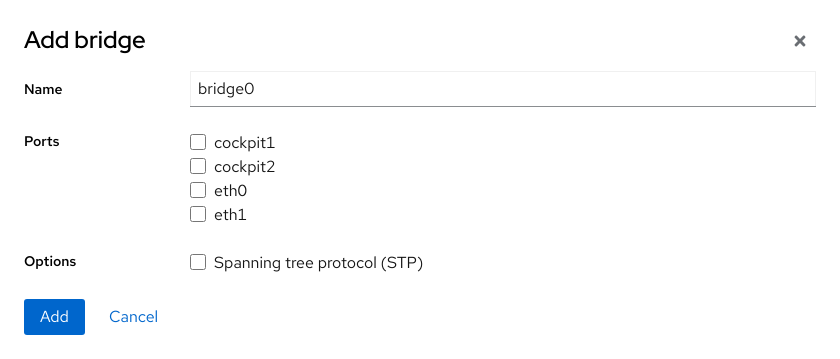 Add bridge
Name
bridge0
Ports
cockpit1
cockpit2
eth0
eth1
Options
Spanning tree protocol (STP)
Add
Cancel